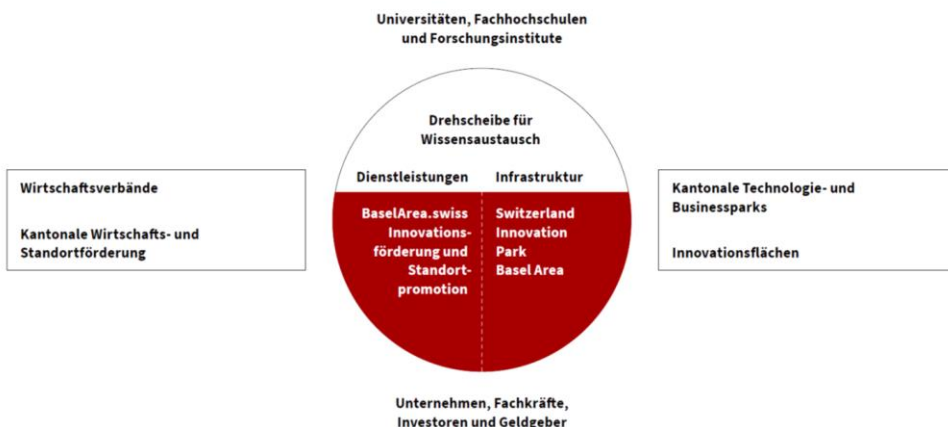 Universitäten, Fachhochschulen
und Forschungsinstitute
Drehscheibe für
Wissensaustausch
Dienstleistungen
Infrastruktur
Wirtschaftsverbände
Kantonale Wirtschafts- und
Standortförderung
BaselArea.swiss
Innovations-
förderung und
Standort-
promotion
Switzerland
Innovation
Park
Basel Area
Kantonale Technologie- und
Businessparks
Innovationsflächen
Unternehmen, Fachkräfte,
Investoren und Geldgeber